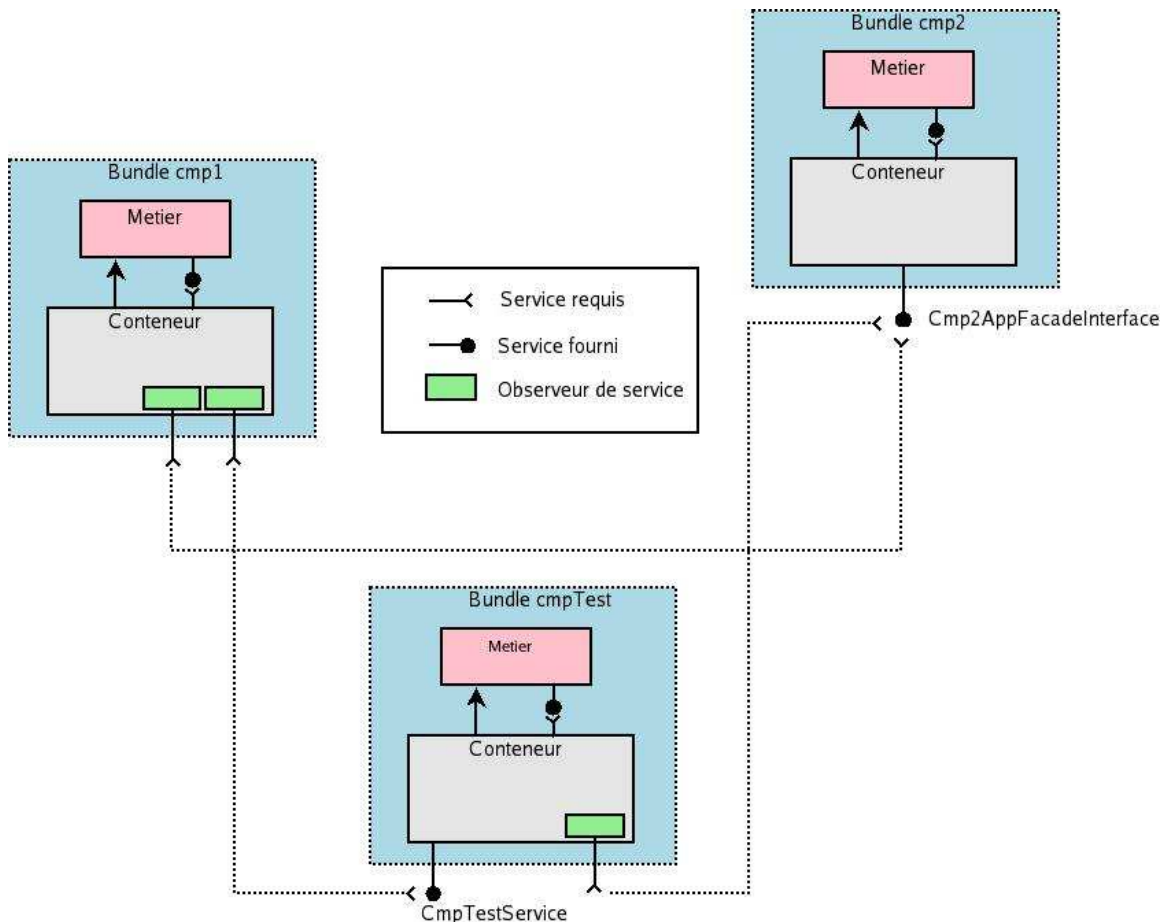 Bundle cmp2
Metier
Conteneur
Cmp2AppFacadeInterface
Bundle cmp1
Metier
Conteneur
Service requis
Service fourni
Observeur de service
Bundle cmpTest
Metier
Conteneur
CmpTestService